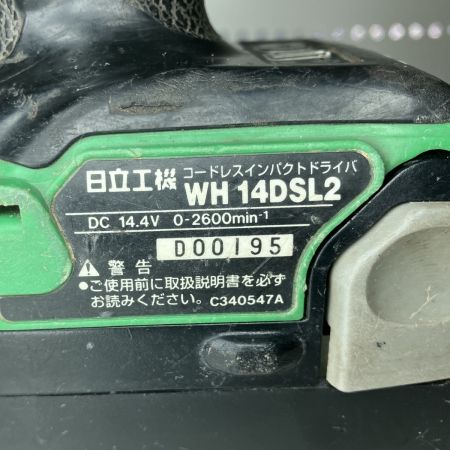 コードレスインパクトドライバ
日立工機 WH 14DSL2
DC 14.4V 0-2600min⁻¹
D00195
⚠ 警告
●ご使用前に取扱説明書を必ず
お読みください。 C340547A